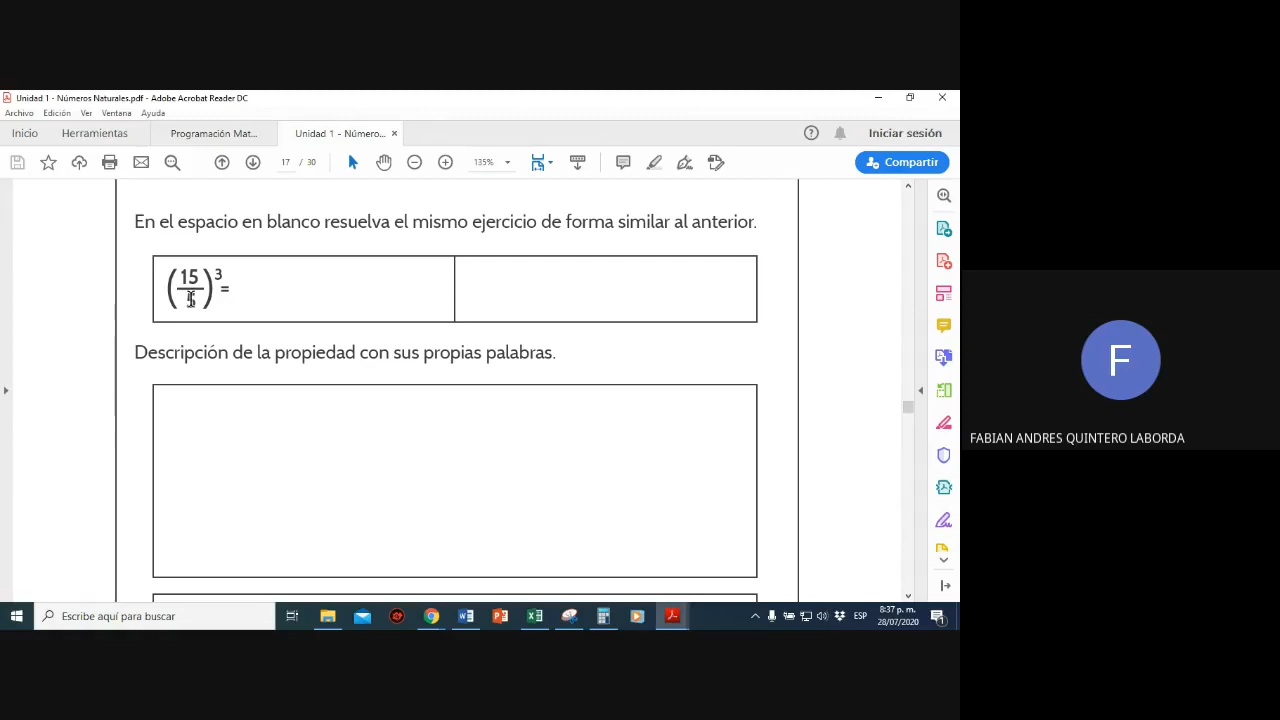 Unidad 1 - Números Naturales.pdf - Adobe Acrobat Reader DC
Archivo Edición Ver Ventana Ayuda
Inicio Herramientas Programación Mat... Unidad 1 - Número... × Iniciar sesión
17 / 30 135% Compartir
En el espacio en blanco resuelva el mismo ejercicio de forma similar al anterior.
(15/5)³=
Descripción de la propiedad con sus propias palabras.
F
FABIAN ANDRES QUINTERO LABORDA
Escribe aquí para buscar
ESP
8:37 p. m.
28/07/2020
1